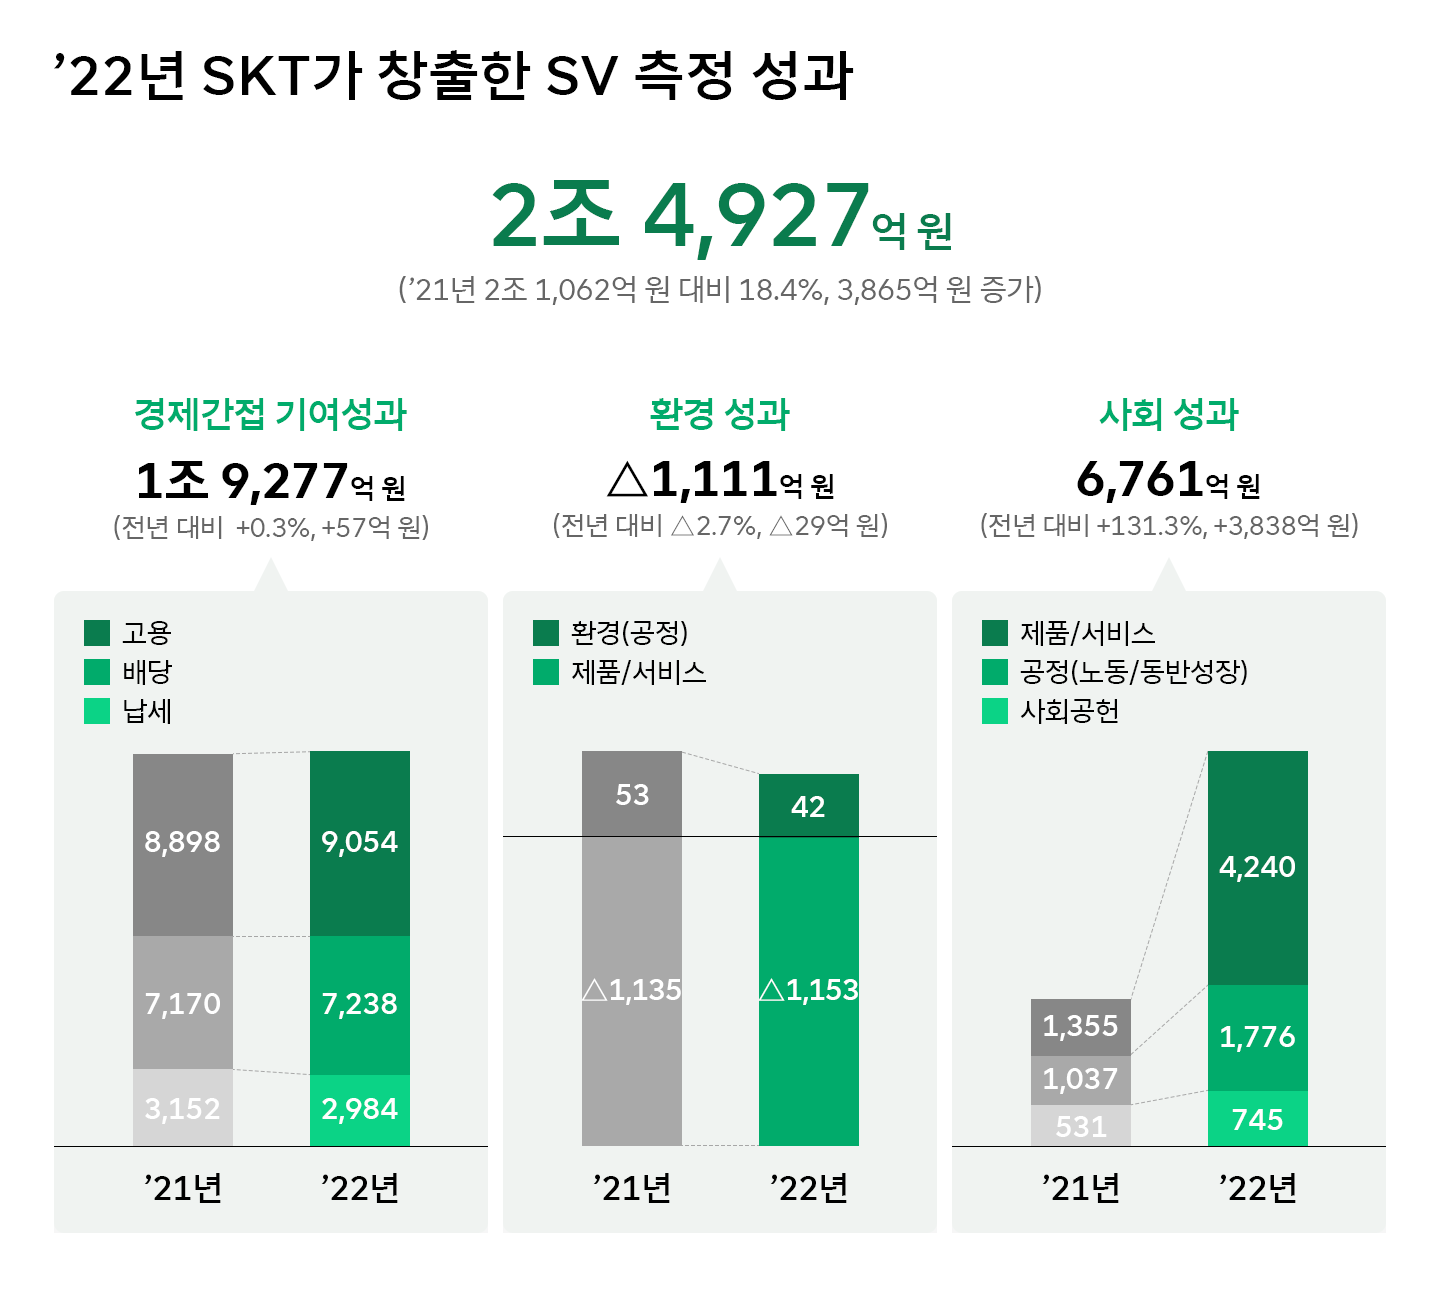 ’22년 SKT가 창출한 SV 측정 성과
2조 4,927억 원
(’21년 2조 1,062억 원 대비 18.4%, 3,865억 원 증가)
경제간접 기여성과
1조 9,277억 원
(전년 대비 +0.3%, +57억 원)
고용
배당
납세
8,898
9,054
7,170
7,238
3,152
2,984
’21년
’22년
환경 성과
△1,111억 원
(전년 대비 △2.7%, △29억 원)
환경(공정)
제품/서비스
53
42
△1,135
△1,153
’21년
’22년
사회 성과
6,761억 원
(전년 대비 +131.3%, +3,838억 원)
제품/서비스
공정(노동/동반성장)
사회공헌
4,240
1,355
1,776
1,037
745
531
’21년
’22년